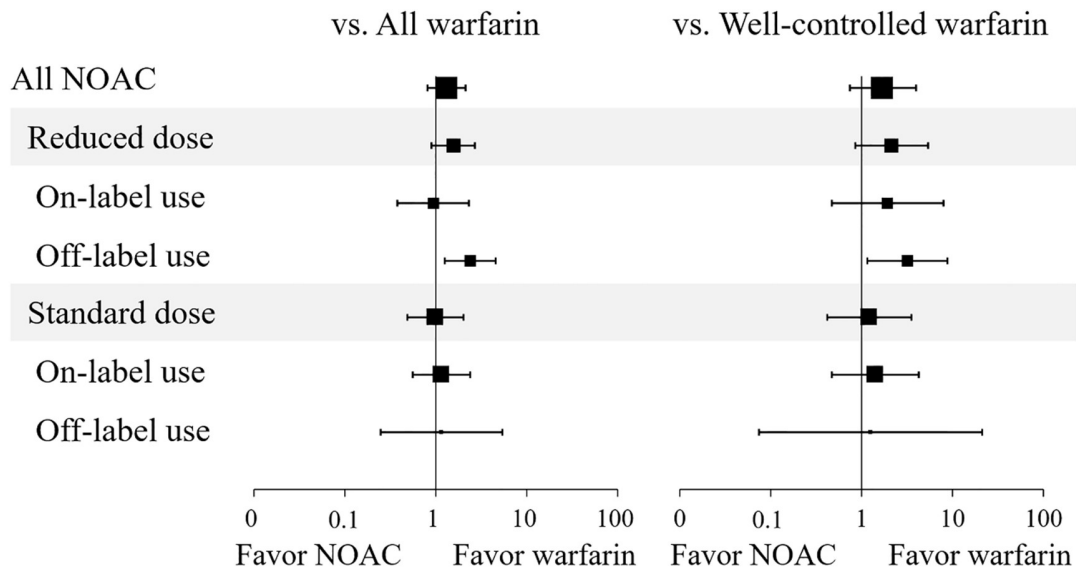 vs. All warfarin vs. Well-controlled warfarin
All NOAC
Reduced dose
On-label use
Off-label use
Standard dose
On-label use
Off-label use
0 0.1 1 10 100 0 0.1 1 10 100
Favor NOAC Favor warfarin Favor NOAC Favor warfarin